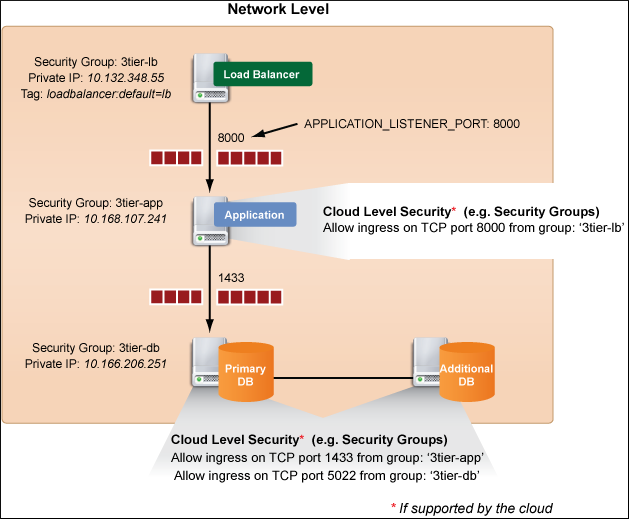 Network Level
Security Group: 3tier-lb
Private IP: 10.132.348.55
Tag: loadbalancer:default=lb
Load Balancer
8000
APPLICATION_LISTENER_PORT: 8000
Security Group: 3tier-app
Private IP: 10.168.107.241
Application
Cloud Level Security* (e.g. Security Groups)
Allow ingress on TCP port 8000 from group: ‘3tier-lb’
1433
Security Group: 3tier-db
Private IP: 10.166.206.251
Primary
DB
Additional
DB
Cloud Level Security* (e.g. Security Groups)
Allow ingress on TCP port 1433 from group: ‘3tier-app’
Allow ingress on TCP port 5022 from group: ‘3tier-db’
* If supported by the cloud